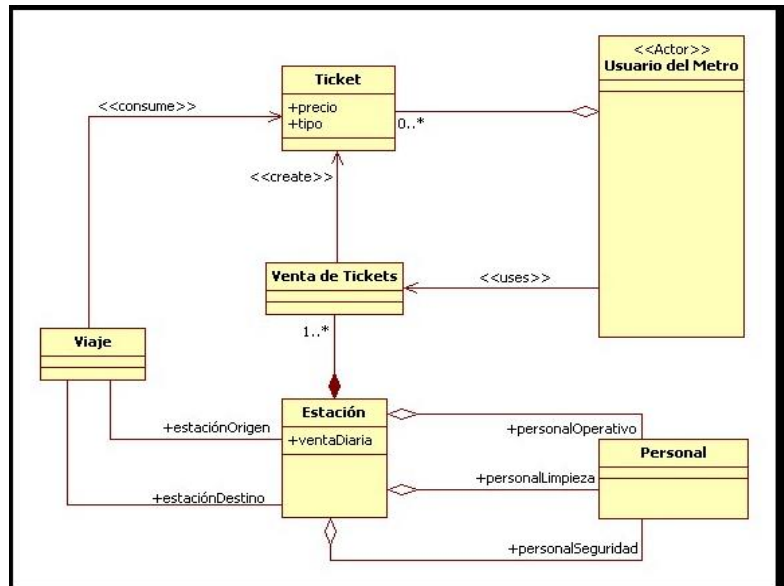 <<Actor>>
Usuario del Metro
Ticket
+precio
+tipo
0..*
<<consume>>
<<create>>
Venta de Tickets
<<uses>>
1..*
Viaje
Estación
+ventaDiaria
+estaciónOrigen
+estaciónDestino
+personalOperativo
Personal
+personalLimpieza
+personalSeguridad